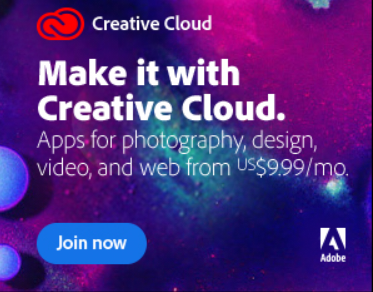 Creative Cloud
Make it with
Creative Cloud.
Apps for photography, design,
video, and web from US$9.99/mo.
Join now
Adobe